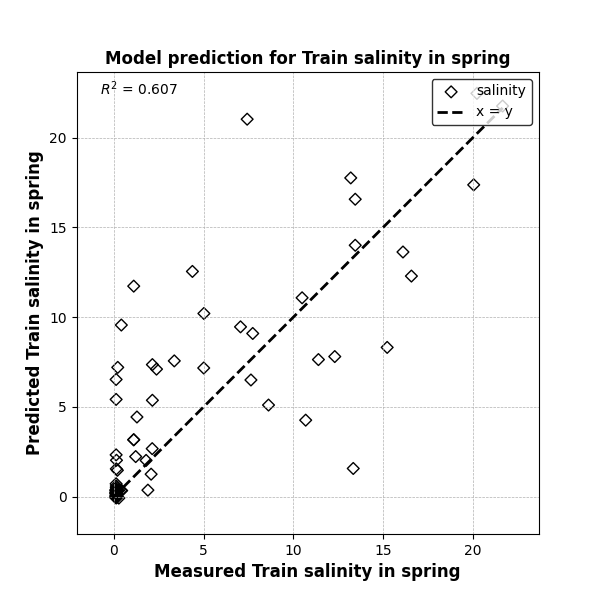 Model prediction for Train salinity in spring
R² = 0.607
salinity
x = y
20
15
10
5
0
0 5 10 15 20
Predicted Train salinity in spring
Measured Train salinity in spring